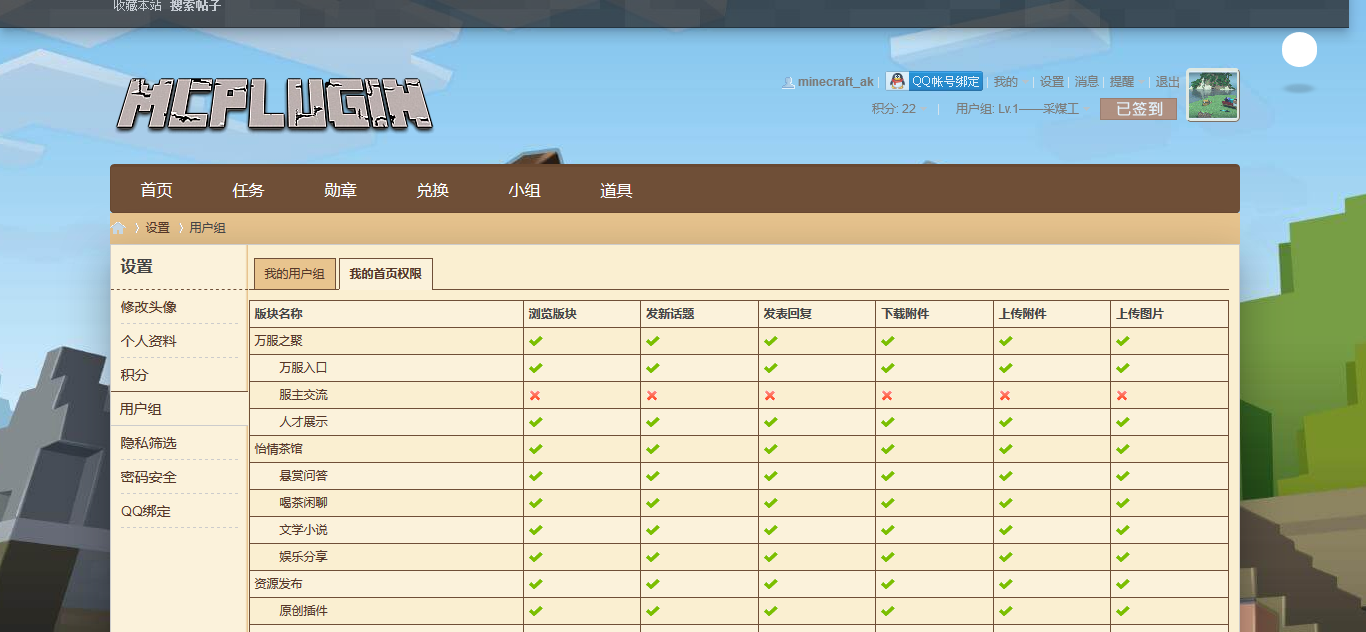 收藏本站 搜索帖子
MCPLUGIN
minecraft_ak QQ帐号绑定 我的 设置 消息 提醒 退出
积分: 22 用户组: Lv.1——采煤工 已签到
首页 任务 勋章 兑换 小组 道具
设置 用户组
设置
修改头像
个人资料
积分
用户组
隐私筛选
密码安全
QQ绑定
我的用户组 我的首页权限
版块名称 浏览版块 发新话题 发表回复 下载附件 上传附件 上传图片
万服之聚
万服入口
服主交流
人才展示
怡情茶馆
悬赏问答
喝茶闲聊
文学小说
娱乐分享
资源发布
原创插件